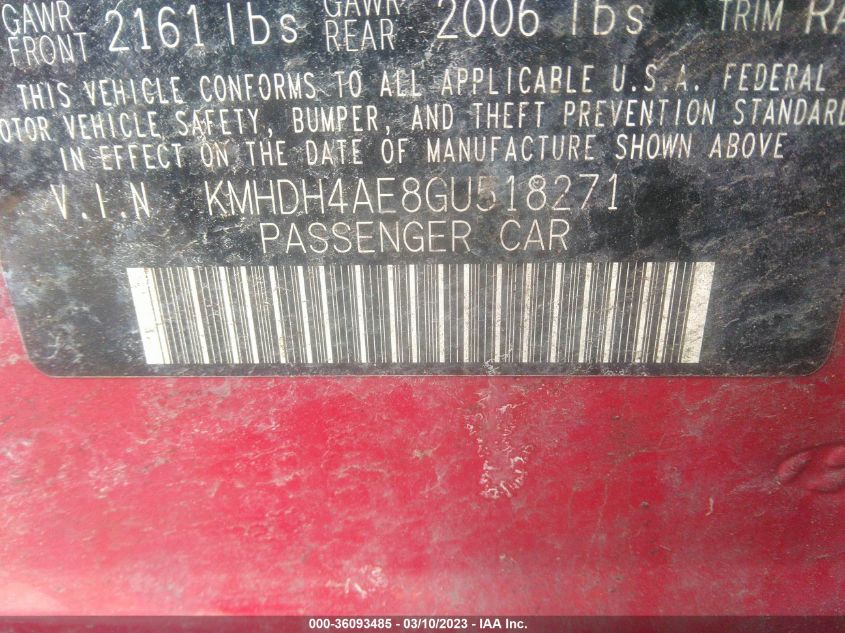 GAWR FRONT 2161 lbs GAWR REAR 2006 lbs TRIM RA
THIS VEHICLE CONFORMS TO ALL APPLICABLE U.S.A. FEDERAL
OTOR VEHICLE SAFETY, BUMPER, AND THEFT PREVENTION STANDARD
IN EFFECT ON THE DATE OF MANUFACTURE SHOWN ABOVE
V.I.N KMHDH4AE8GU518271
PASSENGER CAR
000-36093485 - 03/10/2023 - IAA Inc.